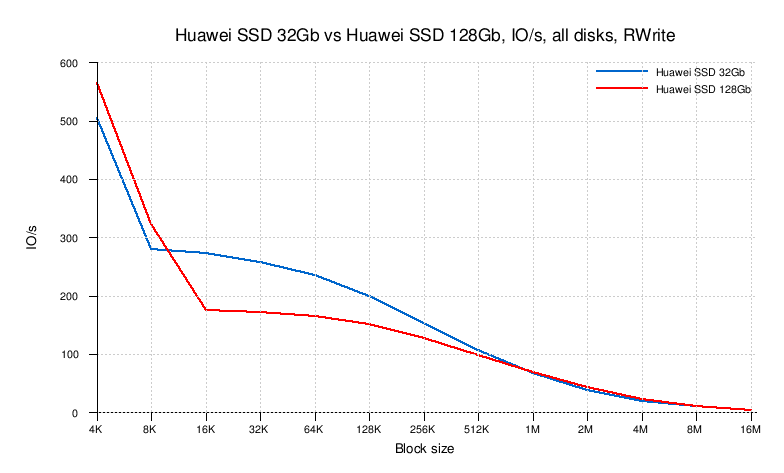 Huawei SSD 32Gb vs Huawei SSD 128Gb, IO/s, all disks, RWrite
Huawei SSD 32Gb
Huawei SSD 128Gb
600
500
400
300
200
100
0
IO/s
4K 8K 16K 32K 64K 128K 256K 512K 1M 2M 4M 8M 16M
Block size